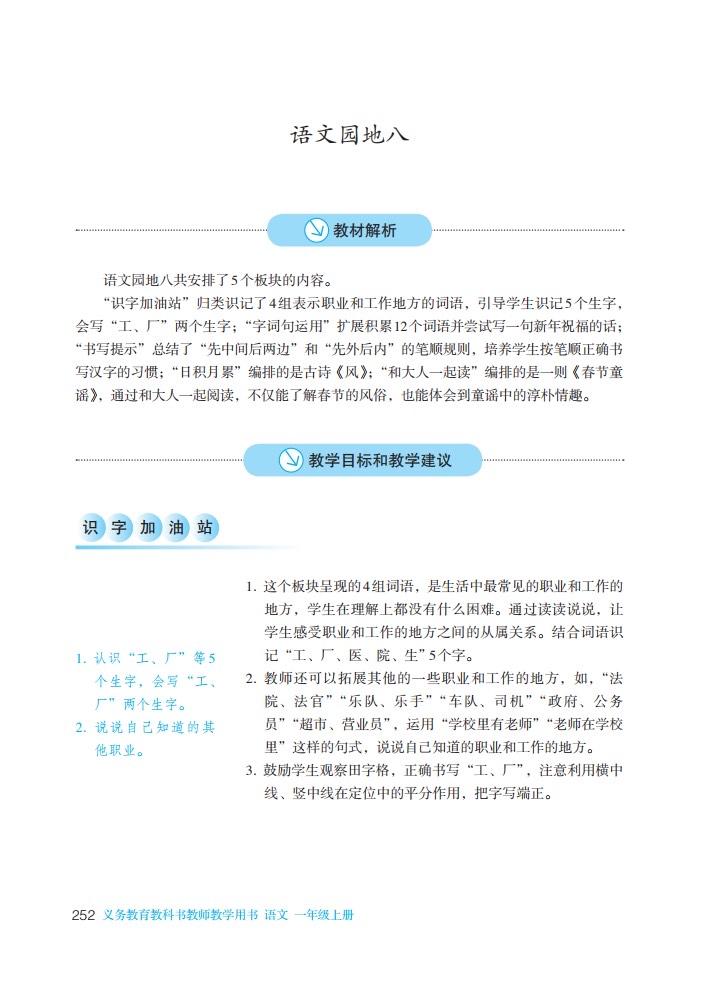 语文园地八
教材解析
语文园地八共安排了5个板块的内容。
“识字加油站”归类识记了4组表示职业和工作地方的词语，引导学生识记5个生字，
会写“工、厂”两个生字；“字词句运用”扩展积累12个词语并尝试写一句新年祝福的话；
“书写提示”总结了“先中间后两边”和“先外后内”的笔顺规则，培养学生按笔顺正确书
写汉字的习惯；“日积月累”编排的是古诗《风》；“和大人一起读”编排的是一则《春节童
谣》，通过和大人一起阅读，不仅能了解春节的风俗，也能体会到童谣中的淳朴情趣。
教学目标和教学建议
识字加油站
1. 认识“工、厂”等5
个生字，会写“工、
厂”两个生字。
2. 说说自己知道的其
他职业。
1. 这个板块呈现的4组词语，是生活中最常见的职业和工作的
地方，学生在理解上都没有什么困难。通过读读说说，让
学生感受职业和工作的地方之间的从属关系。结合词语识
记“工、厂、医、院、生”5个字。
2. 教师还可以拓展其他的一些职业和工作的地方，如，“法
院、法官”“乐队、乐手”“车队、司机”“政府、公务
员”“超市、营业员”，运用“学校里有老师”“老师在学校
里”这样的句式，说说自己知道的职业和工作的地方。
3. 鼓励学生观察田字格，正确书写“工、厂”，注意利用横中
线、竖中线在定位中的平分作用，把字写端正。
252 义务教育教科书教师教学用书 语文 一年级上册